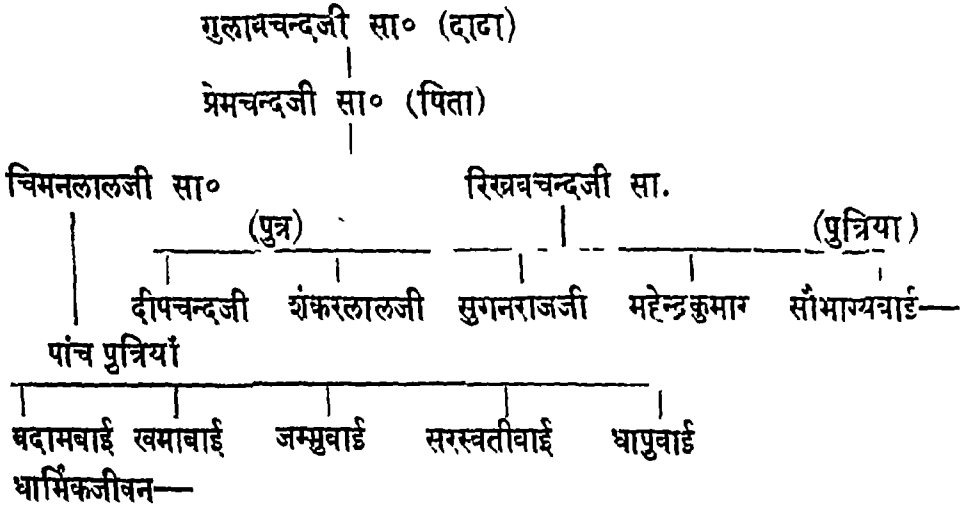 गुलाबचन्दजी सा० (दादा)
प्रेमचन्दजी सा० (पिता)
चिमनलालजी सा० रिखबचन्दजी सा.
(पुत्र) (पुत्रिया)
दीपचन्दजी शंकरलालजी सुगनराजजी महेन्द्रकुमार सौभाग्यबाई—
पांच पुत्रियाँ
बदामबाई खमाबाई जम्मुबाई सरस्वतीबाई धापुबाई
धार्मिकजीवन—